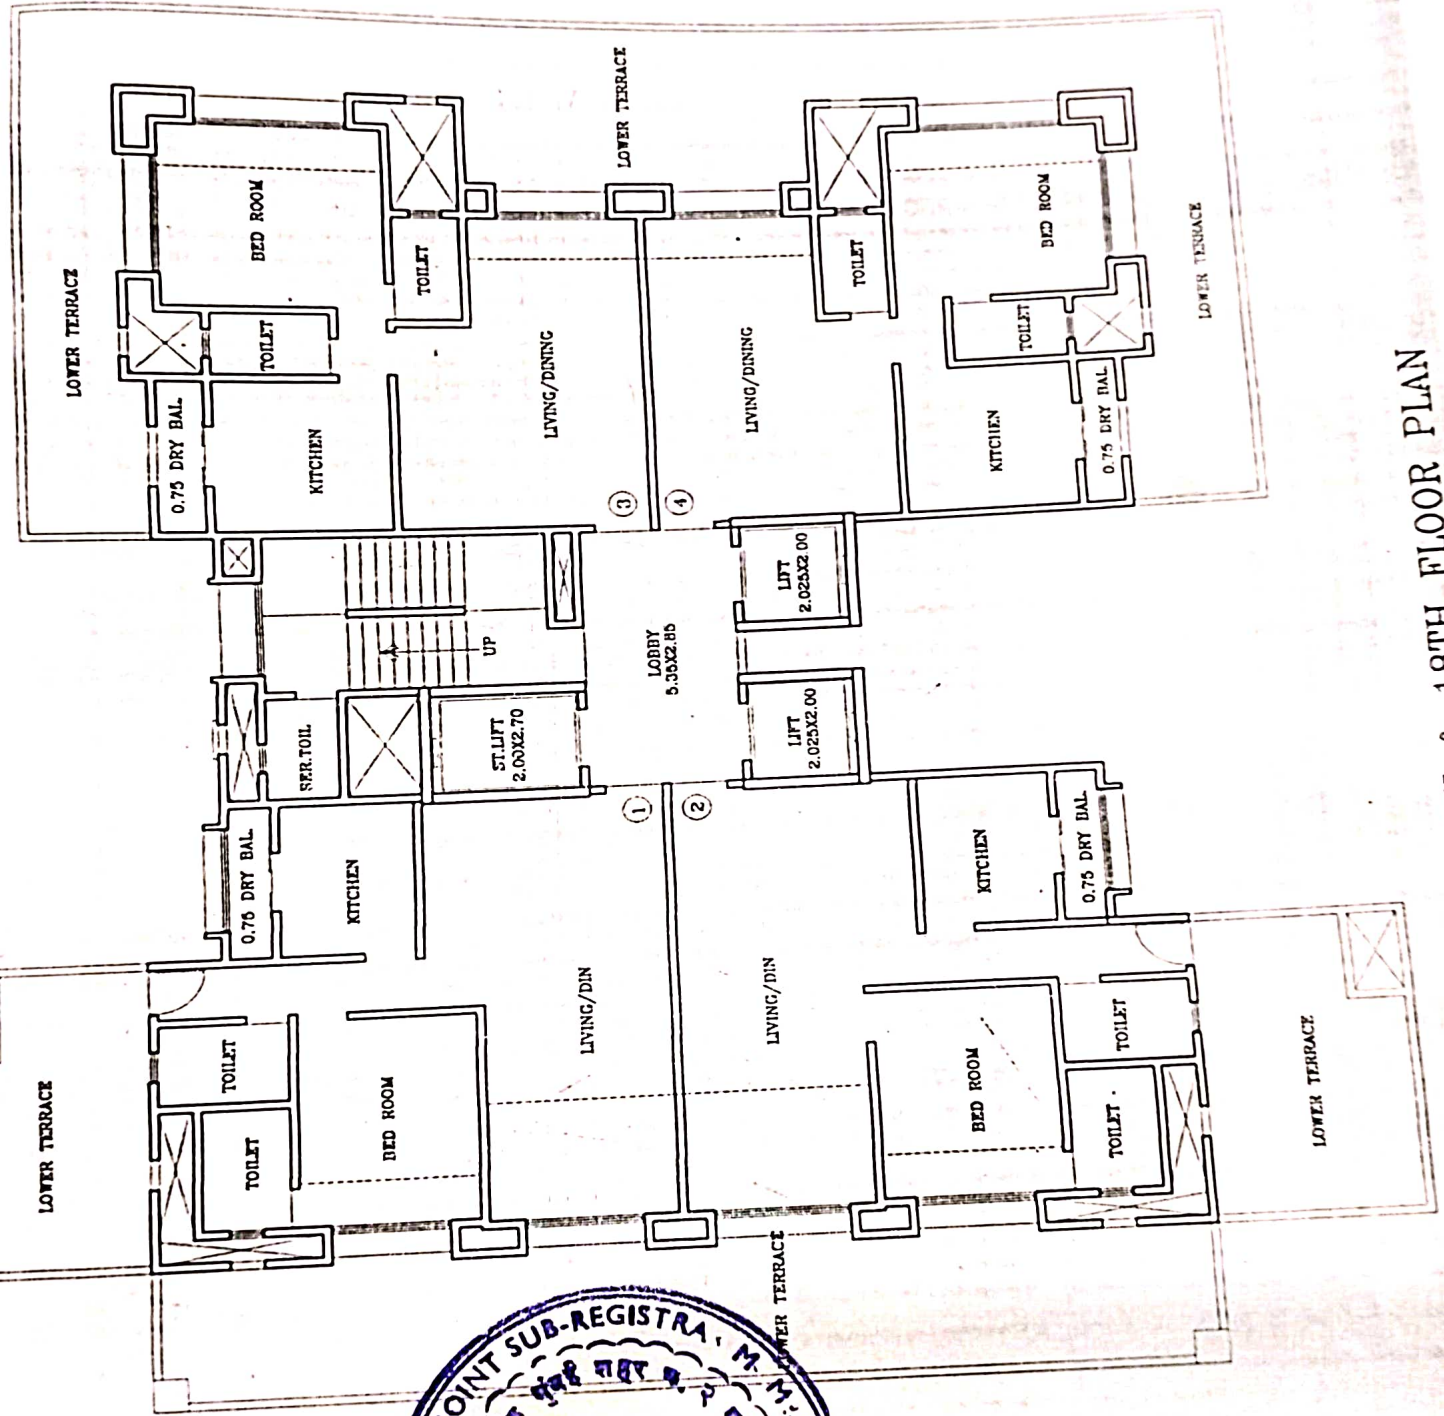 LOWER TERRACE
LOWER TERRACE
BED ROOM
TOILET
TOILET
BED ROOM
LOWER TERRACE
TOILET
LIVING/DINING
LIVING/DINING
TOILET
0.75 DRY BAL.
KITCHEN
KITCHEN
0.75 DRY BAL.
3
4
LIFT
2.025X2.00
UP
LOBBY
5.35X2.85
SER.TOIL
ST.LIFT
2.00X2.70
LIFT
2.025X2.00
1
2
0.75 DRY BAL.
KITCHEN
KITCHEN
0.75 DRY BAL.
LIVING/DIN
LIVING/DIN
TOILET
TOILET
LOWER TERRACE
BED ROOM
BED ROOM
LOWER TERRACE
TOILET
TOILET
TERRACE
18TH FLOOR PLAN
SUB-REGISTRA
मुंबई शहर